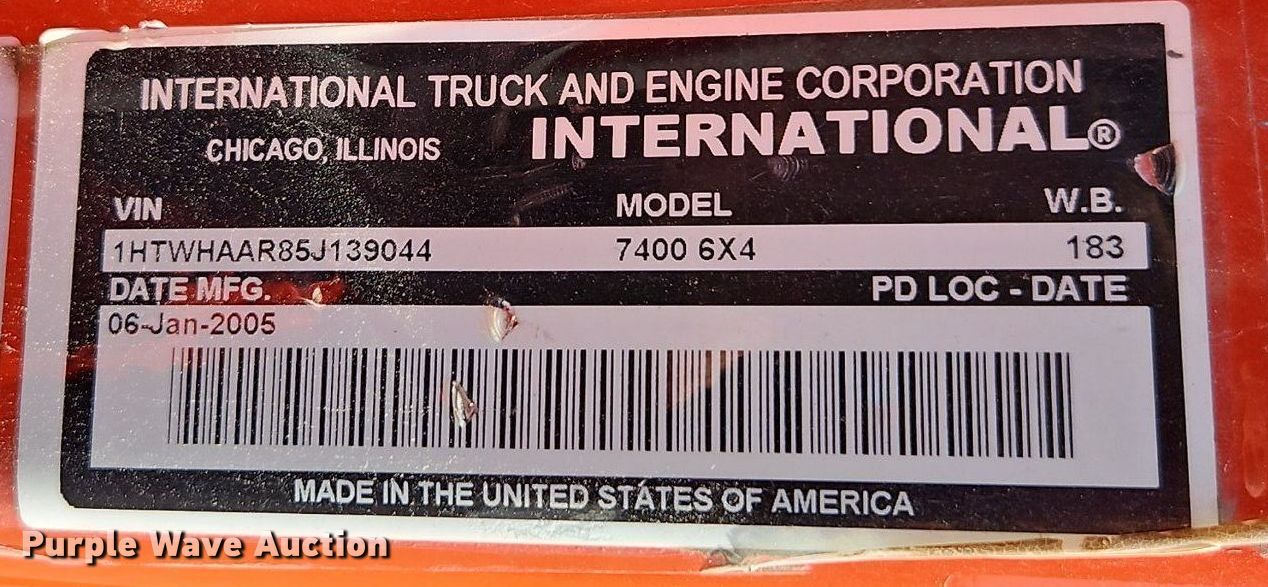 INTERNATIONAL TRUCK AND ENGINE CORPORATION
CHICAGO, ILLINOIS INTERNATIONAL®
VIN MODEL W.B.
1HTWHAAR85J139044 7400 6X4 183
DATE MFG. PD LOC - DATE
06-Jan-2005
MADE IN THE UNITED STATES OF AMERICA
Purple Wave Auction